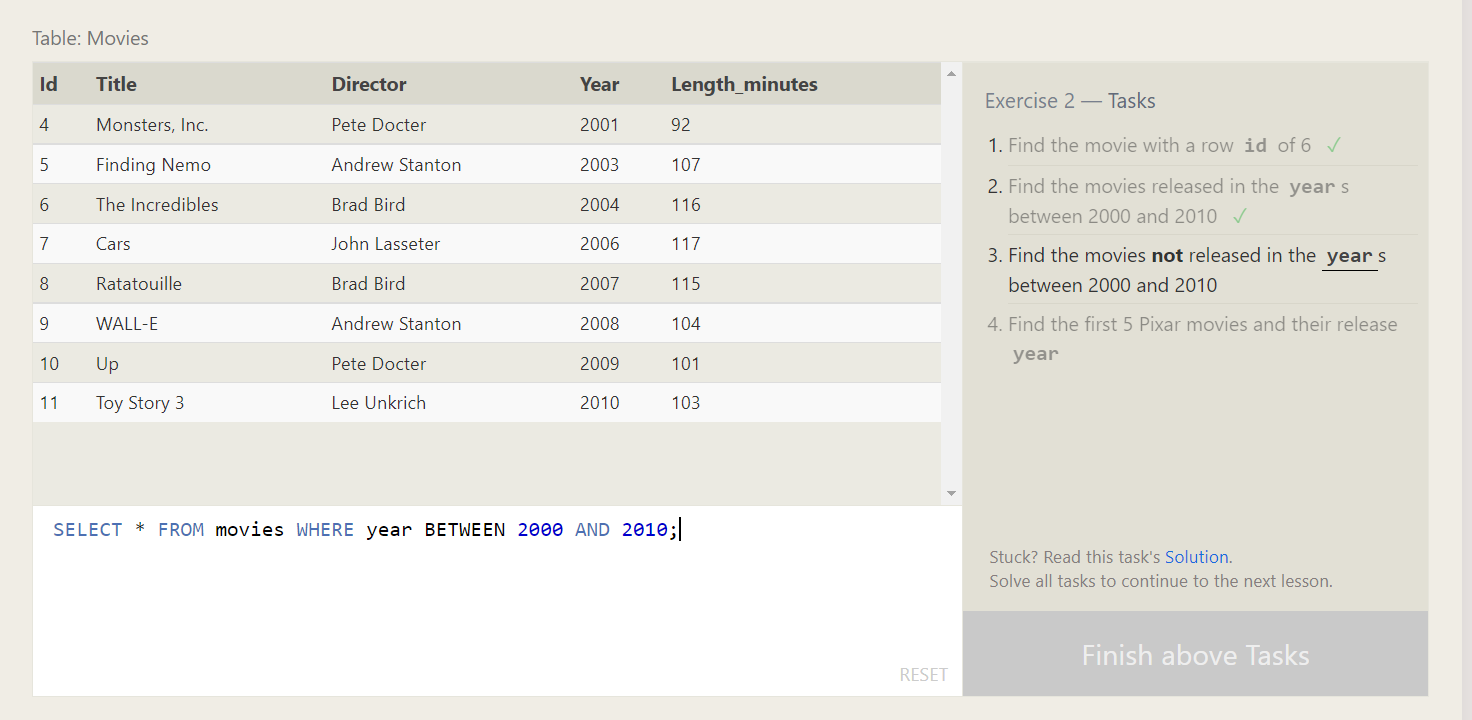 Table: Movies
Id Title Director Year Length_minutes
4 Monsters, Inc. Pete Docter 2001 92
5 Finding Nemo Andrew Stanton 2003 107
6 The Incredibles Brad Bird 2004 116
7 Cars John Lasseter 2006 117
8 Ratatouille Brad Bird 2007 115
9 WALL-E Andrew Stanton 2008 104
10 Up Pete Docter 2009 101
11 Toy Story 3 Lee Unkrich 2010 103
SELECT * FROM movies WHERE year BETWEEN 2000 AND 2010;
RESET
Exercise 2 — Tasks
1. Find the movie with a row id of 6 ✓
2. Find the movies released in the year s
between 2000 and 2010 ✓
3. Find the movies not released in the year s
between 2000 and 2010
4. Find the first 5 Pixar movies and their release
year
Stuck? Read this task's Solution.
Solve all tasks to continue to the next lesson.
Finish above Tasks